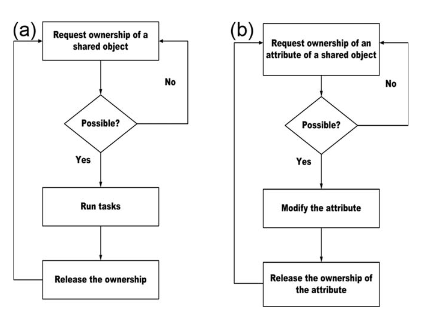 (a)
Request ownership of a
shared object
No
Possible?
Yes
Run tasks
Release the ownership
(b)
Request ownership of an
attribute of a shared object
No
Possible?
Yes
Modify the attribute
Release the ownership of
the attribute